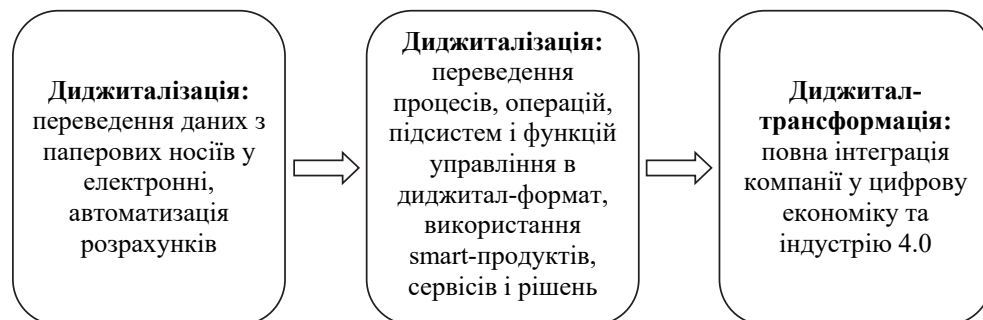 Диджиталізація:
переведення даних з
паперових носіїв у
електронні,
автоматизація
розрахунків
Диджиталізація:
переведення
процесів, операцій,
підсистем і функцій
управління в
диджитал-формат,
використання
smart-продуктів,
сервісів і рішень
Диджитал-
трансформація:
повна інтеграція
компанії у цифрову
економіку та
індустрію 4.0